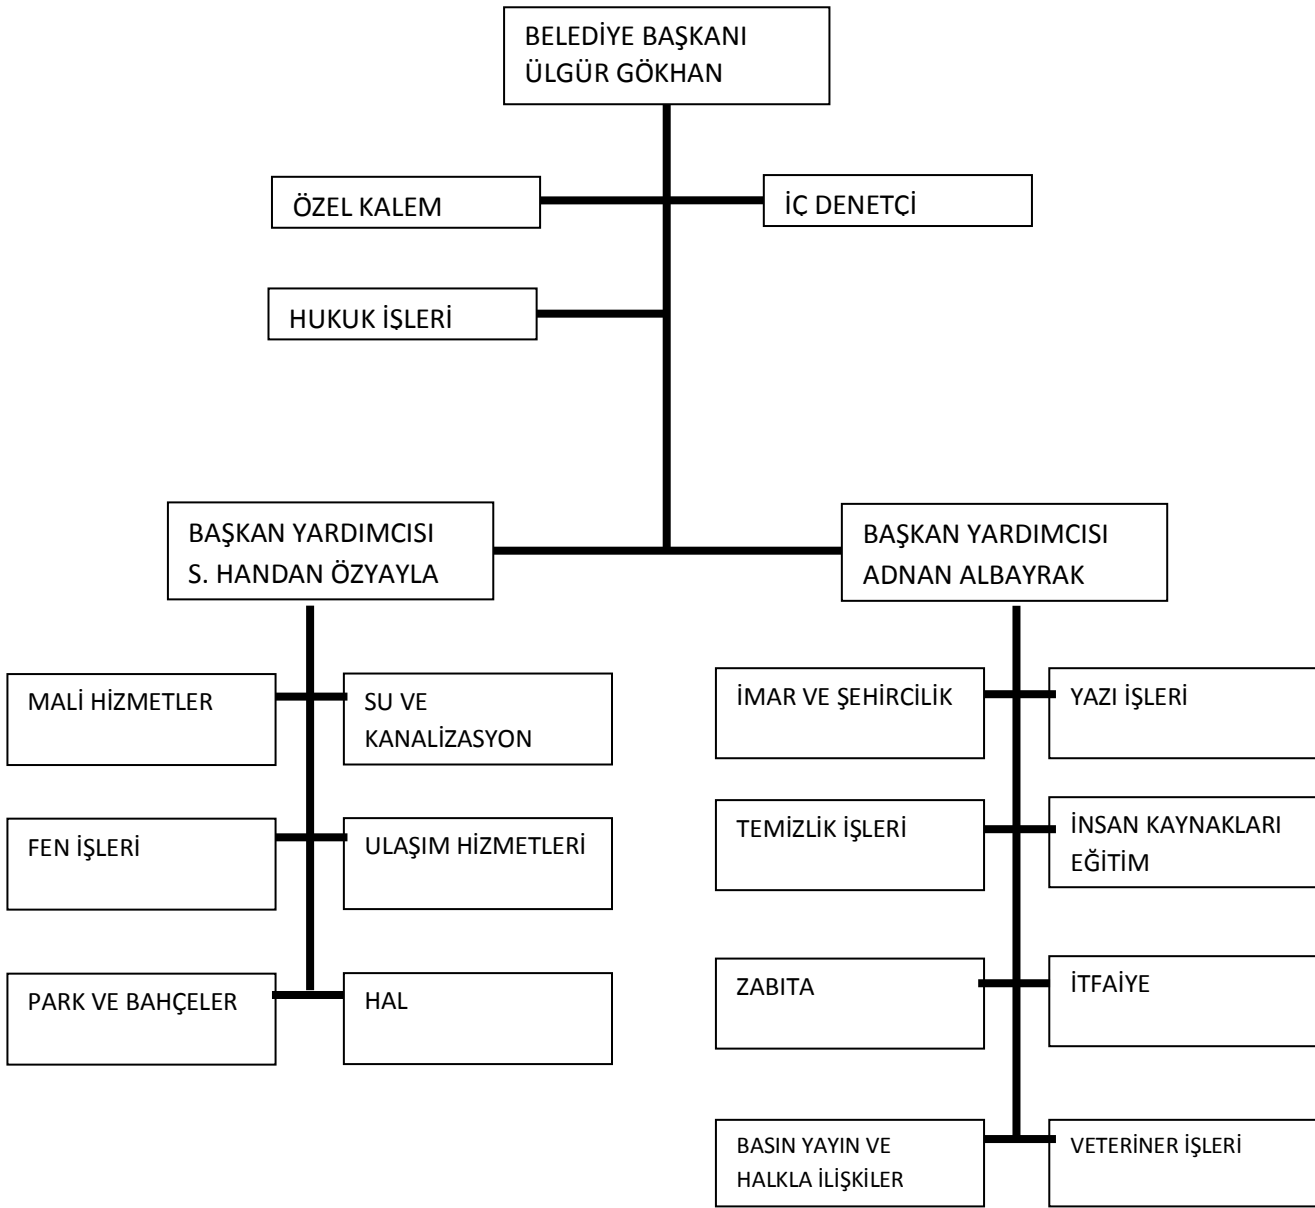 BELEDİYE BAŞKANI
ÜLGÜR GÖKHAN
ÖZEL KALEM
İÇ DENETÇİ
HUKUK İŞLERİ
BAŞKAN YARDIMCISI
S. HANDAN ÖZYAYLA
BAŞKAN YARDIMCISI
ADNAN ALBAYRAK
MALİ HİZMETLER
SU VE
KANALİZASYON
FEN İŞLERİ
ULAŞIM HİZMETLERİ
PARK VE BAHÇELER
HAL
İMAR VE ŞEHİRCİLİK
YAZI İŞLERİ
TEMİZLİK İŞLERİ
İNSAN KAYNAKLARI
EĞİTİM
ZABITA
İTFAİYE
BASIN YAYIN VE
HALKLA İLİŞKİLER
VETERİNER İŞLERİ